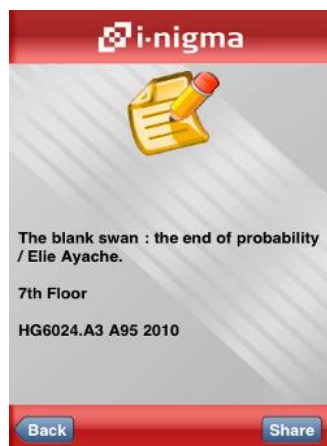 i-nigma
The blank swan : the end of probability
/ Elie Ayache.
7th Floor
HG6024.A3 A95 2010
Back
Share